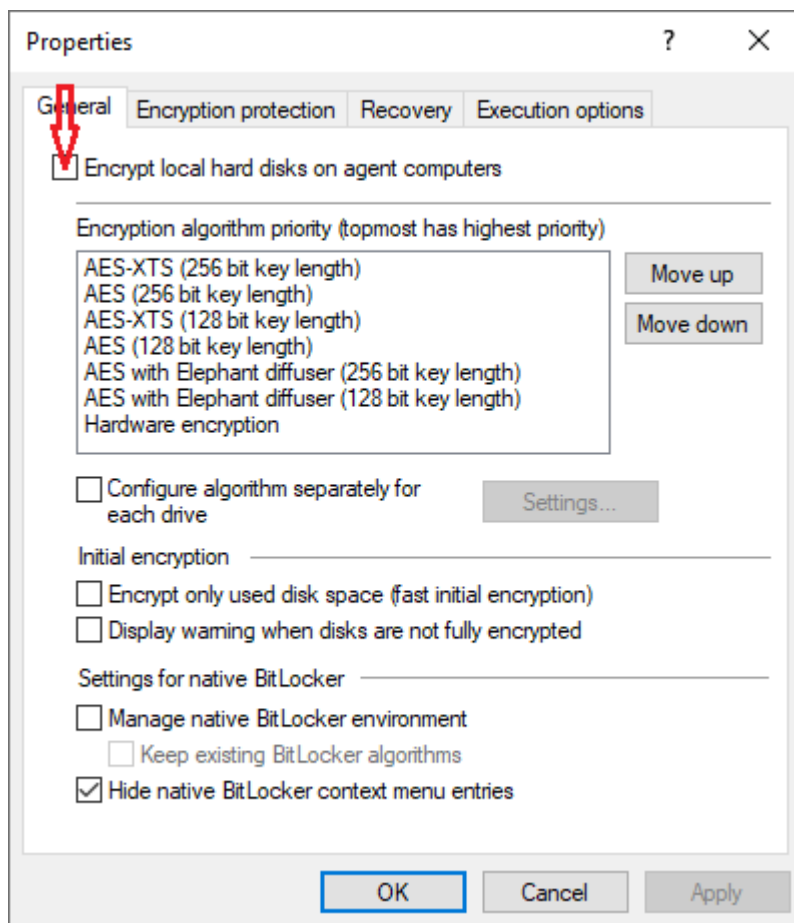 Properties
General
Encryption protection
Recovery
Execution options
Encrypt local hard disks on agent computers
Encryption algorithm priority (topmost has highest priority)
AES-XTS (256 bit key length)
AES (256 bit key length)
AES-XTS (128 bit key length)
AES (128 bit key length)
AES with Elephant diffuser (256 bit key length)
AES with Elephant diffuser (128 bit key length)
Hardware encryption
Move up
Move down
Configure algorithm separately for
each drive
Settings...
Initial encryption
Encrypt only used disk space (fast initial encryption)
Display warning when disks are not fully encrypted
Settings for native BitLocker
Manage native BitLocker environment
Keep existing BitLocker algorithms
Hide native BitLocker context menu entries
OK
Cancel
Apply